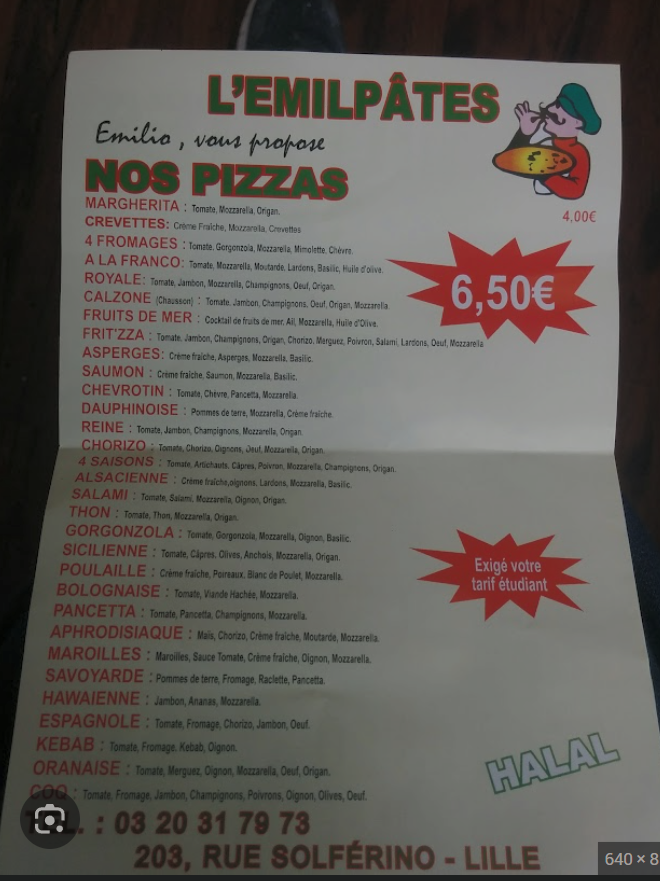 L'EMILPÂTES
Emilio , vous propose
NOS PIZZAS
4,00€
6,50€
MARGHERITA : Tomate, Mozzarella, Origan.
CREVETTES: Crème Fraîche, Mozzarella, Crevettes
4 FROMAGES : Tomate, Gorgonzola, Mozzarella, Mimolette, Chèvre.
A LA FRANCO: Tomate, Mozzarella, Moutarde, Lardons, Basilic, Huile d'olive.
ROYALE: Tomate, Jambon, Mozzarella, Champignons, Oeuf, Origan.
CALZONE (Chausson) : Tomate, Jambon, Champignons, Oeuf, Origan, Mozzarella.
FRUITS DE MER : Cocktail de fruits de mer, Ail, Mozzarella, Huile d'Olive.
FRIT'ZZA : Tomate, Jambon, Champignons, Origan, Chorizo, Merguez, Poivron, Salami, Lardons, Oeuf, Mozzarella
ASPERGES: Crème fraîche, Asperges, Mozzarella, Basilic.
SAUMON : Crème fraîche, Saumon, Mozzarella, Basilic.
CHEVROTIN : Tomate, Chèvre, Pancetta, Mozzarella.
DAUPHINOISE : Pommes de terre, Mozzarella, Crème fraîche.
REINE : Tomate, Jambon, Champignons, Mozzarella, Origan.
CHORIZO : Tomate, Chorizo, Oignons, Oeuf, Mozzarella, Origan.
4 SAISONS : Tomate, Artichauts, Câpres, Poivron, Mozzarella, Champignons, Origan.
ALSACIENNE : Crème fraîche,oignons, Lardons, Mozzarella, Basilic.
SALAMI : Tomate, Salami, Mozzarella, Oignon, Origan.
THON : Tomate, Thon, Mozzarella, Origan.
GORGONZOLA : Tomate, Gorgonzola, Mozzarella, Oignon, Basilic.
SICILIENNE : Tomate, Câpres, Olives, Anchois, Mozzarella, Origan.
POULAILLE : Crème fraîche, Poireaux, Blanc de Poulet, Mozzarella.
BOLOGNAISE : Tomate, Viande Hachée, Mozzarella.
PANCETTA : Tomate, Pancetta, Champignons, Mozzarella.
APHRODISIAQUE : Maïs, Chorizo, Crème fraîche, Moutarde, Mozzarella.
MAROILLES : Maroilles, Sauce Tomate, Crème fraîche, Oignon, Mozzarella.
SAVOYARDE : Pommes de terre, Fromage, Raclette, Pancetta.
HAWAIENNE : Jambon, Ananas, Mozzarella.
ESPAGNOLE : Tomate, Fromage, Chorizo, Jambon, Oeuf.
KEBAB : Tomate, Fromage, Kebab, Oignon.
ORANAISE : Tomate, Merguez, Oignon, Mozzarella, Oeuf, Origan.
COQ : Tomate, Fromage, Jambon, Champignons, Poivrons, Oignon, Olives, Oeuf.
Exigé votre
tarif étudiant
HALAL
TEL. : 03 20 31 79 73
203, RUE SOLFÉRINO - LILLE
640 × 8